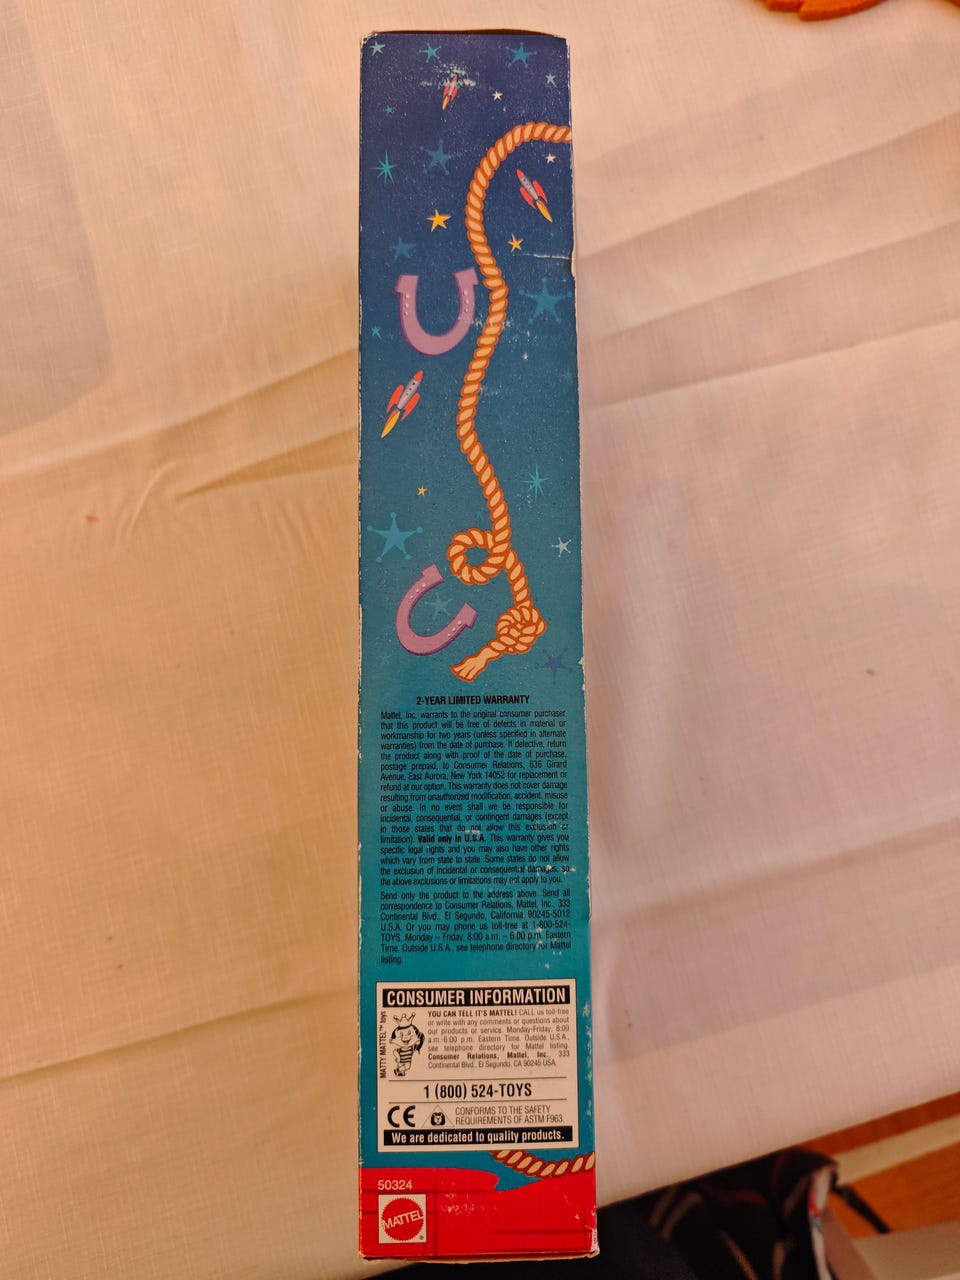 2-YEAR LIMITED WARRANTY
Mattel, Inc. warrants to the original consumer purchaser
that this product will be free of defects in material or
workmanship for two years (unless specified in alternate
warranties) from the date of purchase. If defective, return
the product along with proof of the date of purchase,
postage prepaid, to Consumer Relations, 636 Girard
Avenue, East Aurora, New York 14052 for replacement or
refund at our option. This warranty does not cover damage
resulting from unauthorized modification, accident, misuse
or abuse. In no event shall we be responsible for
incidental, consequential, or contingent damages (except
in those states that do not allow this exclusion or
limitation). Valid only in U.S.A. This warranty gives you
specific legal rights and you may also have other rights
which vary from state to state. Some states do not allow
the exclusion of incidental or consequential damages, so
the above exclusions or limitations may not apply to you.
Send only the product to the address above. Send all
correspondence to Consumer Relations, Mattel, Inc., 333
Continental Blvd., El Segundo, California 90245-5012
U.S.A. Or you may phone us toll-free at 1-800-524-
TOYS, Monday – Friday, 8:00 a.m. – 6:00 p.m. Eastern
Time. Outside U.S.A., see telephone directory for Mattel
listing.
CONSUMER INFORMATION
MATTY MATTEL™ toys
YOU CAN TELL IT'S MATTEL! CALL us toll-free
or write with any comments or questions about
our products or service. Monday-Friday, 8:00
a.m.-6:00 p.m. Eastern Time. Outside U.S.A.,
see telephone directory for Mattel listing.
Consumer Relations, Mattel, Inc., 333
Continental Blvd., El Segundo, CA 90245 USA.
1 (800) 524-TOYS
CE
CONFORMS TO THE SAFETY
REQUIREMENTS OF ASTM F963.
We are dedicated to quality products.
50324
MATTEL
®